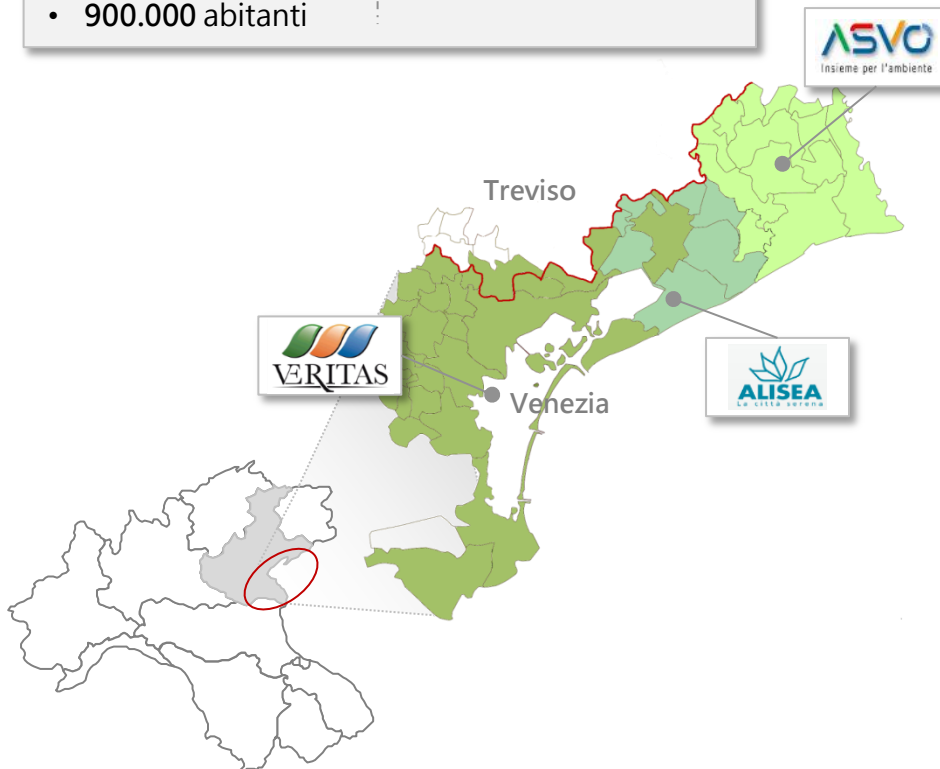 • 900.000 abitanti
ASVO
Insieme per l'ambiente
Treviso
VERITAS
Venezia
ALISEA
La città serena